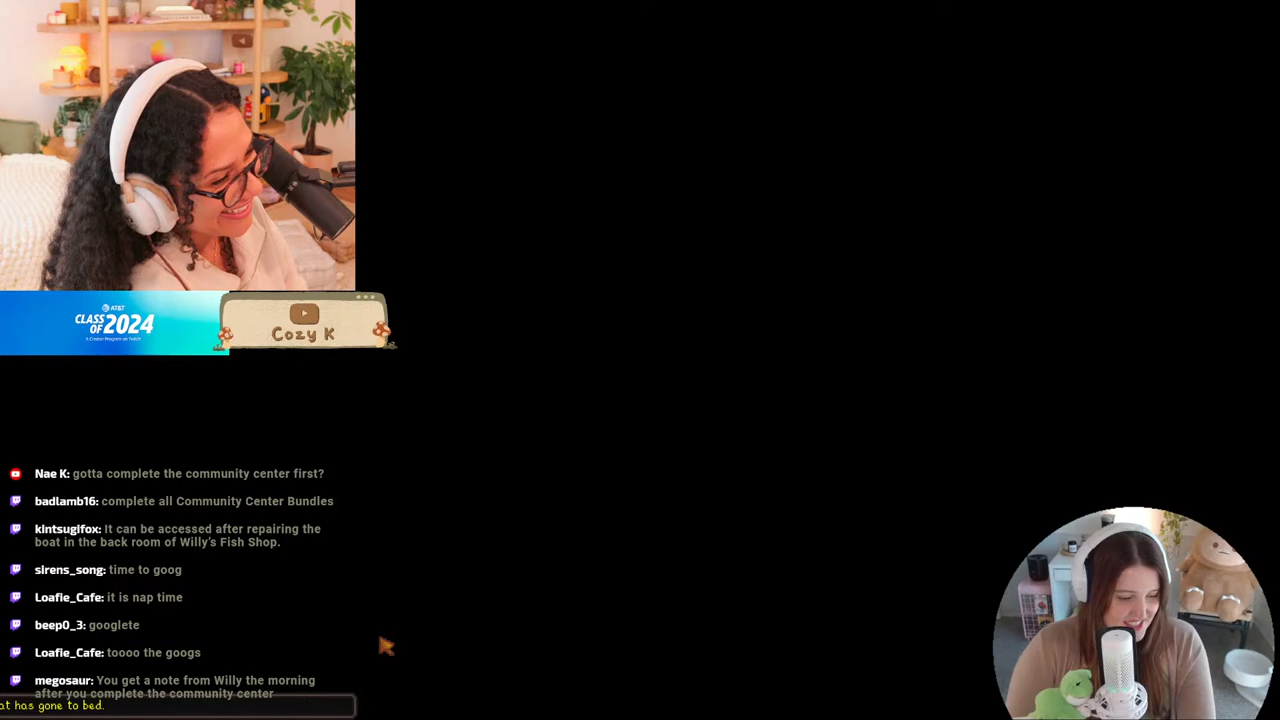 AT&T
CLASS
OF 2024
A Creator Program on Twitch
Cozy K
Nae K: gotta complete the community center first?
badlamb16: complete all Community Center Bundles
kintsugifox: It can be accessed after repairing the
boat in the back room of Willy's Fish Shop.
sirens_song: time to goog
Loafie_Cafe: it is nap time
beep0_3: googlete
Loafie_Cafe: toooo the googs
megosaur: You get a note from Willy the morning
after you complete the community center
at has gone to bed.